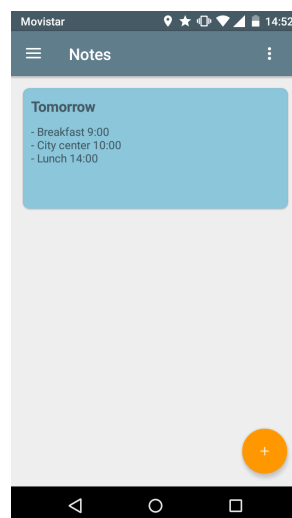 Movistar 14:52
Notes
Tomorrow
- Breakfast 9:00
- City center 10:00
- Lunch 14:00
+